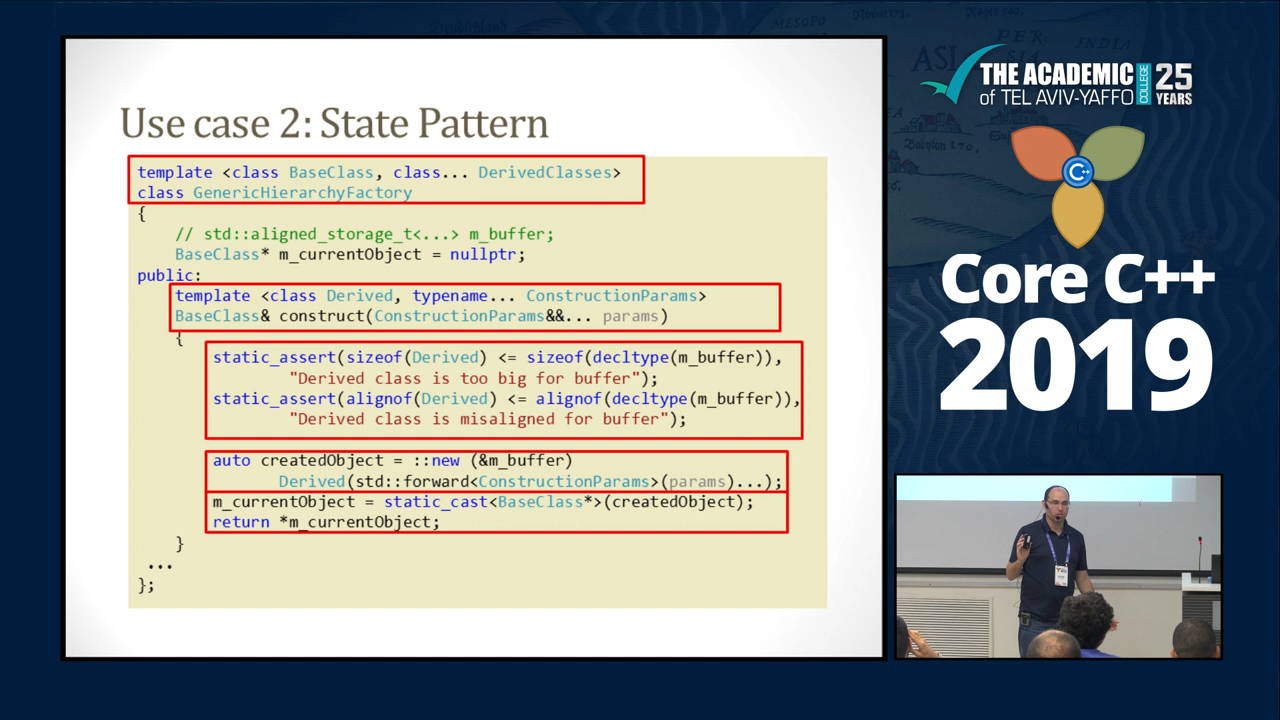 Use case 2: State Pattern
template <class BaseClass, class... DerivedClasses>
class GenericHierarchyFactory
{
// std::aligned_storage_t<...> m_buffer;
BaseClass* m_currentObject = nullptr;
public:
template <class Derived, typename... ConstructionParams>
BaseClass& construct(ConstructionParams&&... params)
{
static_assert(sizeof(Derived) <= sizeof(decltype(m_buffer)),
"Derived class is too big for buffer");
static_assert(alignof(Derived) <= alignof(decltype(m_buffer)),
"Derived class is misaligned for buffer");
auto createdObject = ::new (&m_buffer)
Derived(std::forward<ConstructionParams>(params)...);
m_currentObject = static_cast<BaseClass*>(createdObject);
return *m_currentObject;
}
...
};
THE ACADEMIC
of TEL AVIV-YAFFO
COLLEGE
25
YEARS
C++
Core C++
2019